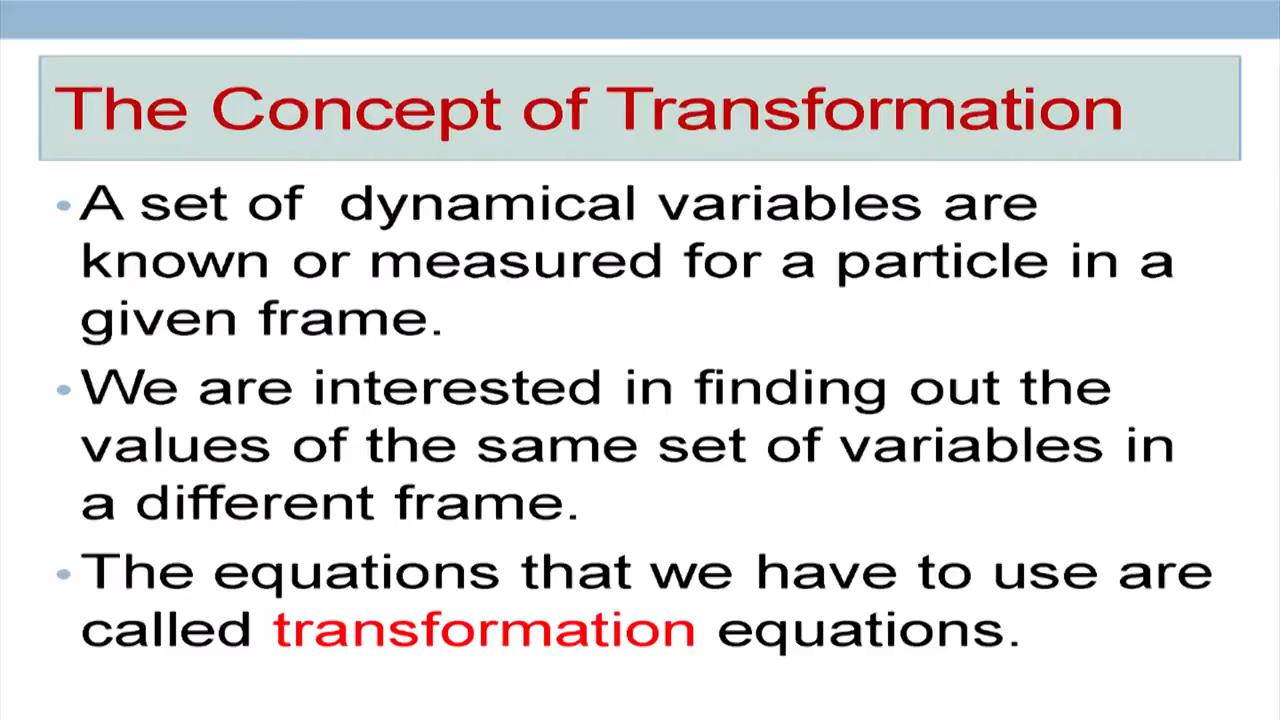 The Concept of Transformation
• A set of dynamical variables are
known or measured for a particle in a
given frame.
• We are interested in finding out the
values of the same set of variables in
a different frame.
• The equations that we have to use are
called transformation equations.